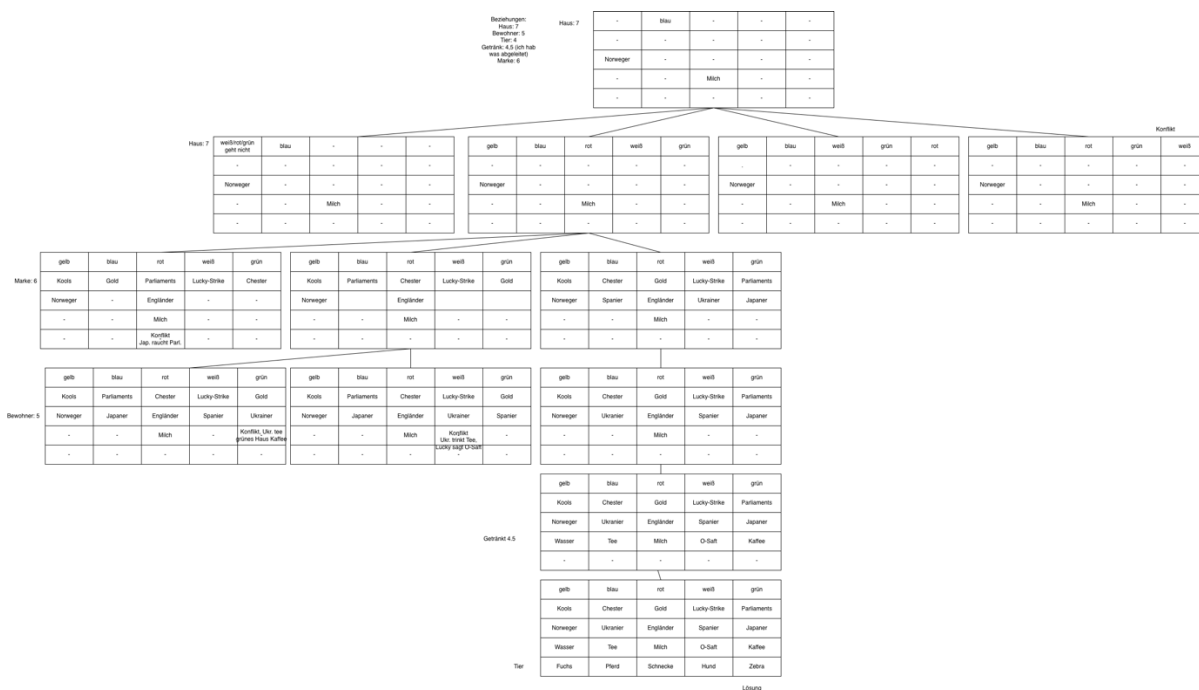 Beziehungen:
Haus: 7
Bewohner: 5
Tier: 4
Getränk: 4,5 (ich hab
was abgeleitet)
Marke: 6
Haus: 7
- blau - - -
- - - - -
Norweger - - - -
- - Milch - -
- - - - -
Konflikt
Haus: 7
weiß/rot/grün
geht nicht
blau - - -
- - - - -
Norweger - - - -
- - Milch - -
- - - - -
gelb blau rot weiß grün
- - - - -
Norweger - - - -
- - Milch - -
- - - - -
gelb blau weiß grün rot
. - - - -
Norweger - - - -
- - Milch - -
- - - - -
gelb blau rot grün weiß
- - - - -
Norweger - - - -
- - Milch - -
- - - - -
Marke: 6
gelb blau rot weiß grün
Kools Gold Parliaments Lucky-Strike Chester
Norweger - Engländer - -
- - Milch - -
- - Konflikt
Jap. raucht Parl.
- -
gelb blau rot weiß grün
Kools Parliaments Chester Lucky-Strike Gold
Norweger Engländer
- - Milch - -
- - - - -
gelb blau rot weiß grün
Kools Chester Gold Lucky-Strike Parliaments
Norweger Spanier Engländer Ukrainer Japaner
- - Milch - -
- - - - -
Bewohner: 5
gelb blau rot weiß grün
Kools Parliaments Chester Lucky-Strike Gold
Norweger Japaner Engländer Spanier Ukrainer
- - Milch - Konflikt, Ukr. tee
grünes Haus Kaffee
- - - - -
gelb blau rot weiß grün
Kools Parliaments Chester Lucky-Strike Gold
Norweger Japaner Engländer Ukrainer Spanier
- - Milch Konflikt
Ukr. trinkt Tee,
Lucky sagt O-Saft
-
- - - - -
gelb blau rot weiß grün
Kools Chester Gold Lucky-Strike Parliaments
Norweger Ukranier Engländer Spanier Japaner
- - Milch - -
- - - - -
Getränkt 4.5
gelb blau rot weiß grün
Kools Chester Gold Lucky-Strike Parliaments
Norweger Ukranier Engländer Spanier Japaner
Wasser Tee Milch O-Saft Kaffee
- - - - -
gelb blau rot weiß grün
Kools Chester Gold Lucky-Strike Parliaments
Norweger Ukranier Engländer Spanier Japaner
Wasser Tee Milch O-Saft Kaffee
Tier
Fuchs Pferd Schnecke Hund Zebra
Lösung